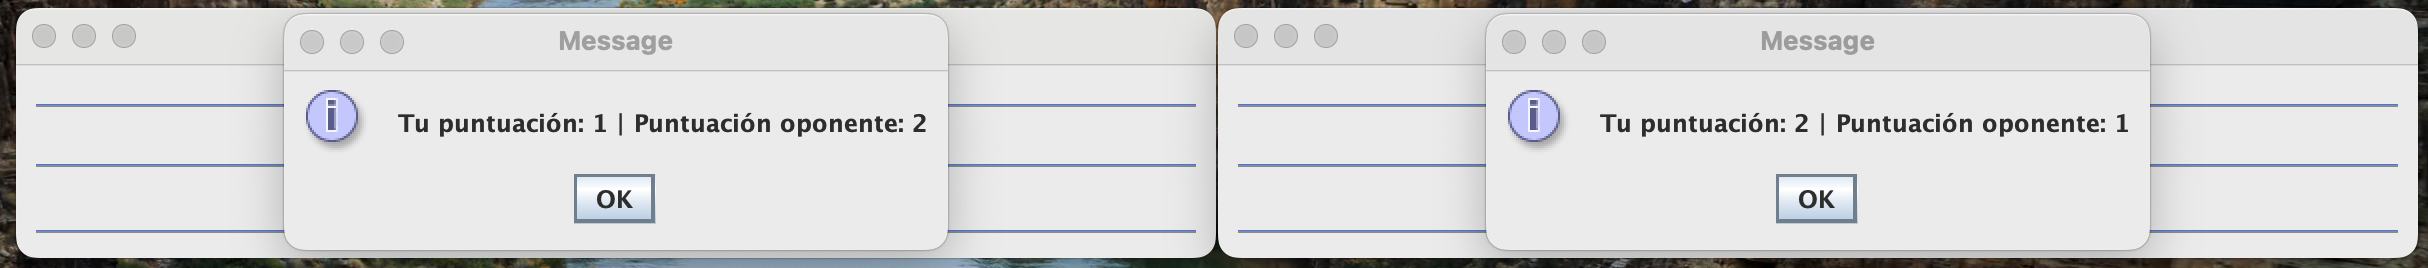 Message
Tu puntuación: 1 | Puntuación oponente: 2
OK
Message
Tu puntuación: 2 | Puntuación oponente: 1
OK